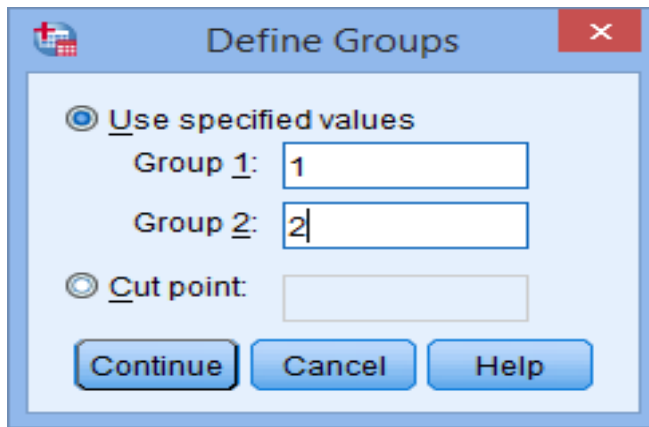 Define Groups
Use specified values
Group 1: 1
Group 2: 2
Cut point:
Continue Cancel Help